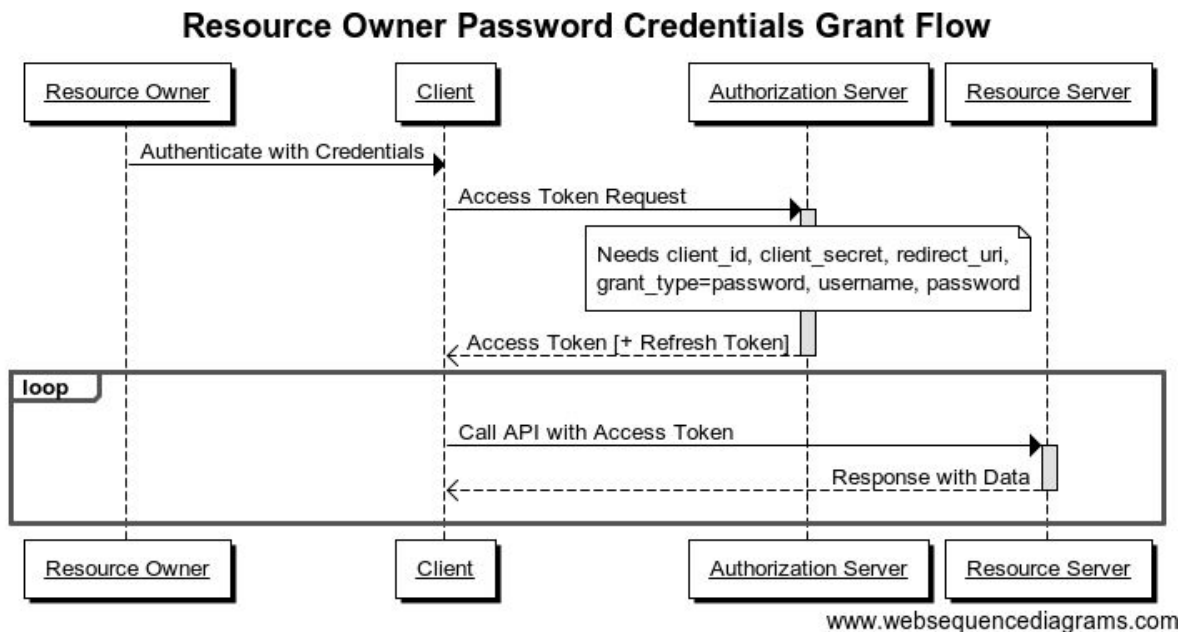 Resource Owner Password Credentials Grant Flow
Resource Owner
Client
Authorization Server
Resource Server
Authenticate with Credentials
Access Token Request
Needs client_id, client_secret, redirect_uri,
grant_type=password, username, password
Access Token [+ Refresh Token]
loop
Call API with Access Token
Response with Data
Resource Owner
Client
Authorization Server
Resource Server
www.websequencediagrams.com